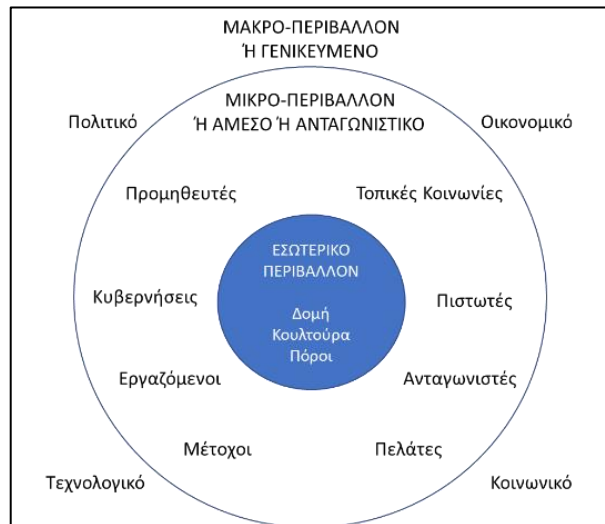 ΜΑΚΡΟ-ΠΕΡΙΒΑΛΛΟΝ
Ή ΓΕΝΙΚΕΥΜΕΝΟ
ΜΙΚΡΟ-ΠΕΡΙΒΑΛΛΟΝ
Ή ΑΜΕΣΟ Ή ΑΝΤΑΓΩΝΙΣΤΙΚΟ
Πολιτικό
Οικονομικό
Προμηθευτές
Τοπικές Κοινωνίες
ΕΣΩΤΕΡΙΚΟ
ΠΕΡΙΒΑΛΛΟΝ
Κυβερνήσεις
Πιστωτές
Δομή
Κουλτούρα
Πόροι
Εργαζόμενοι
Ανταγωνιστές
Μέτοχοι
Πελάτες
Τεχνολογικό
Κοινωνικό